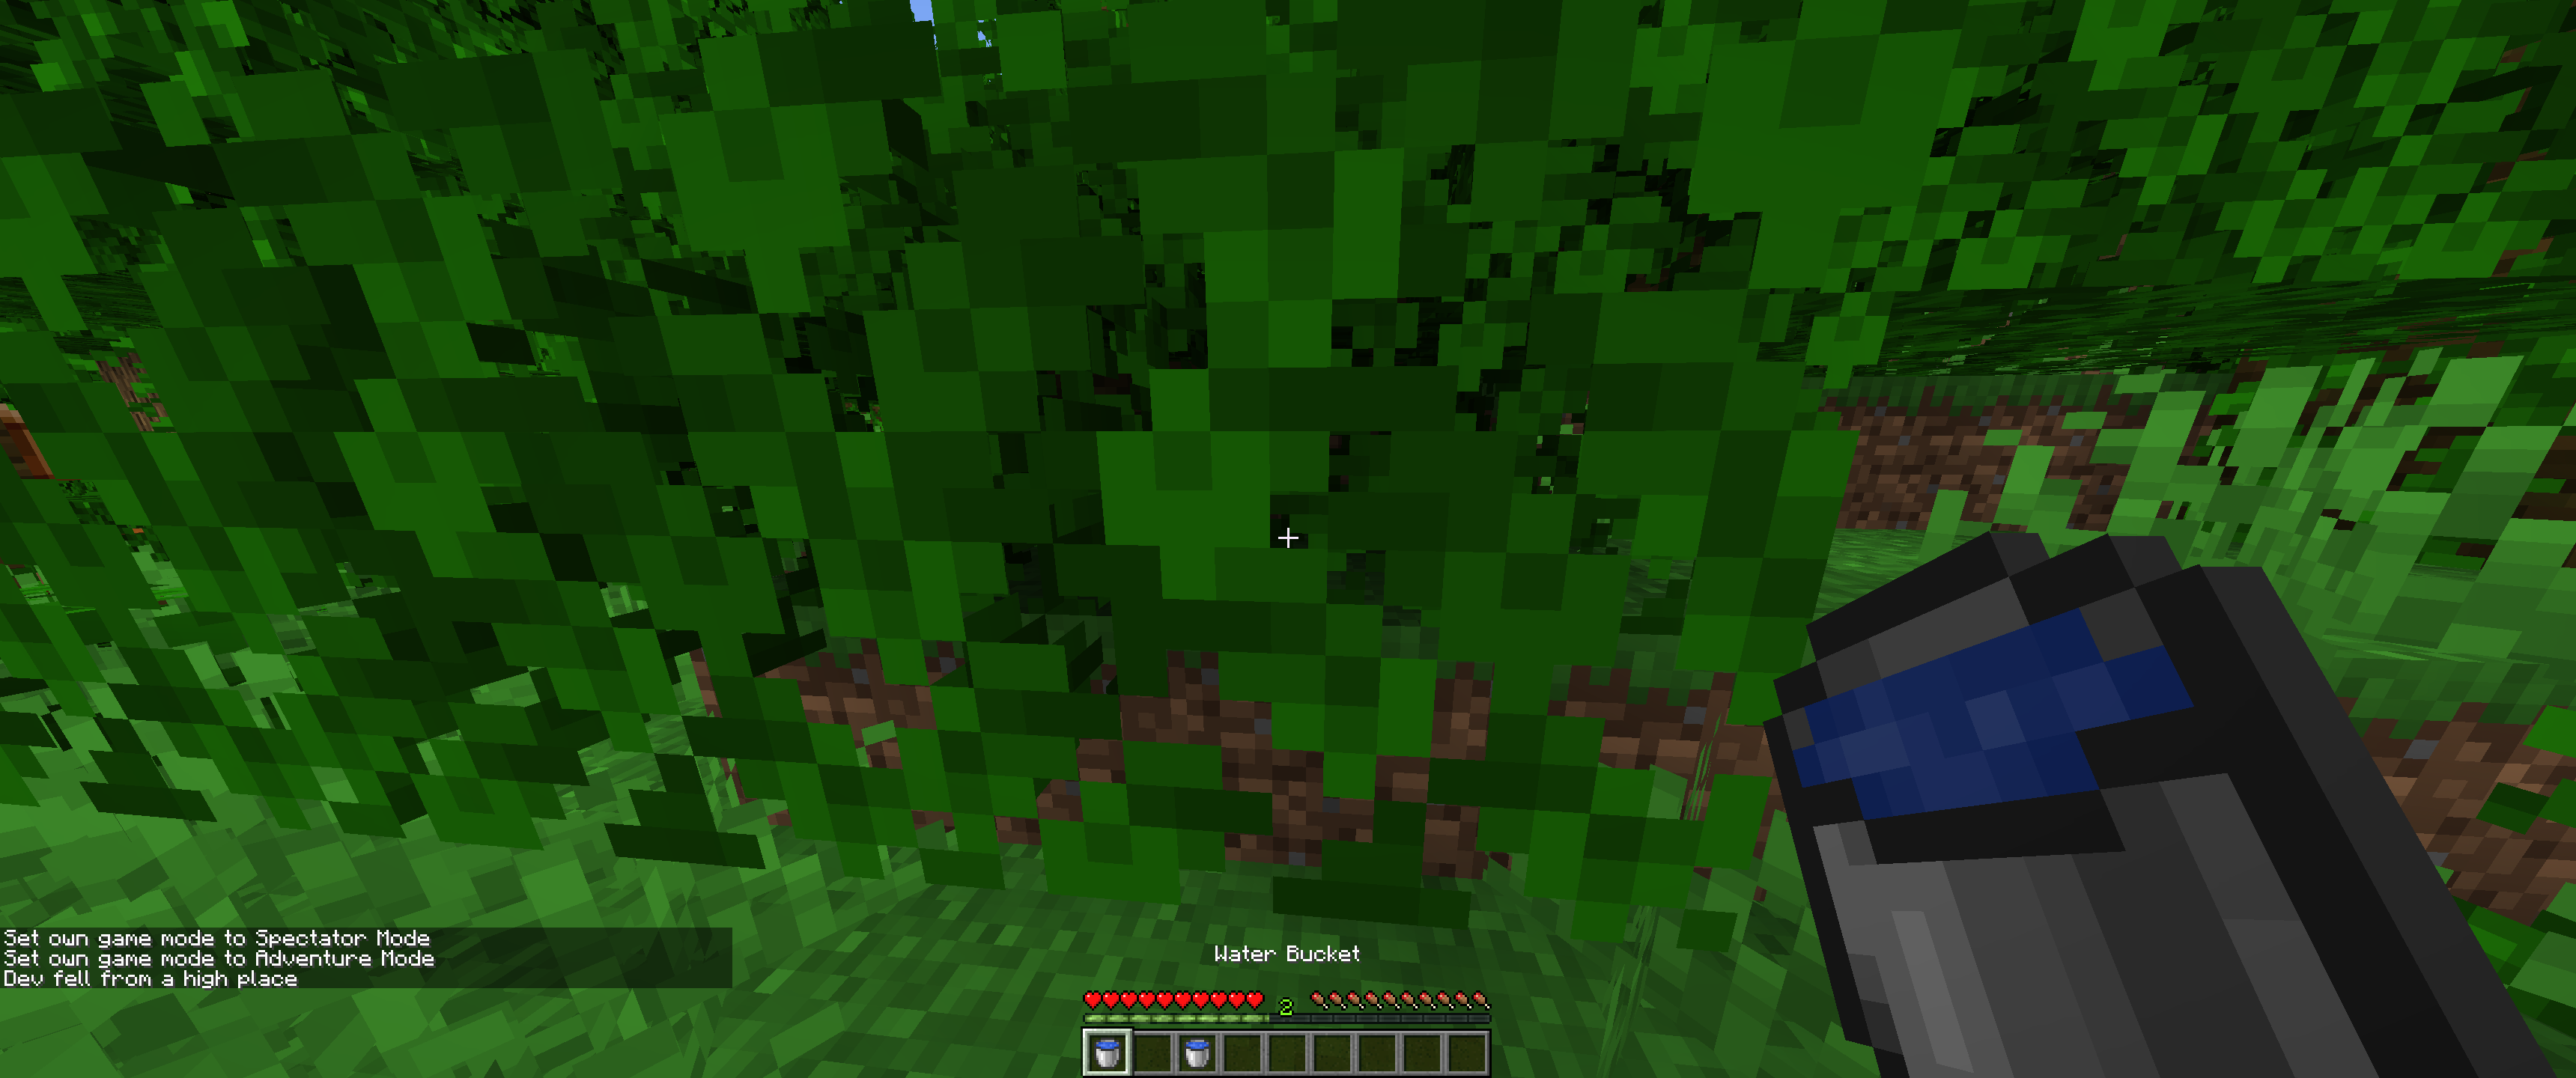 Set own game mode to Spectator Mode
Set own game mode to Adventure Mode
Dev fell from a high place
Water Bucket
2